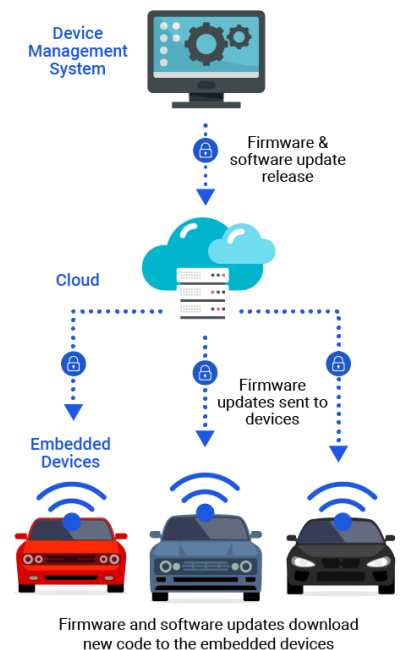 Device
Management
System
Firmware &
software update
release
Cloud
Firmware
updates sent to
devices
Embedded
Devices
Firmware and software updates download
new code to the embedded devices